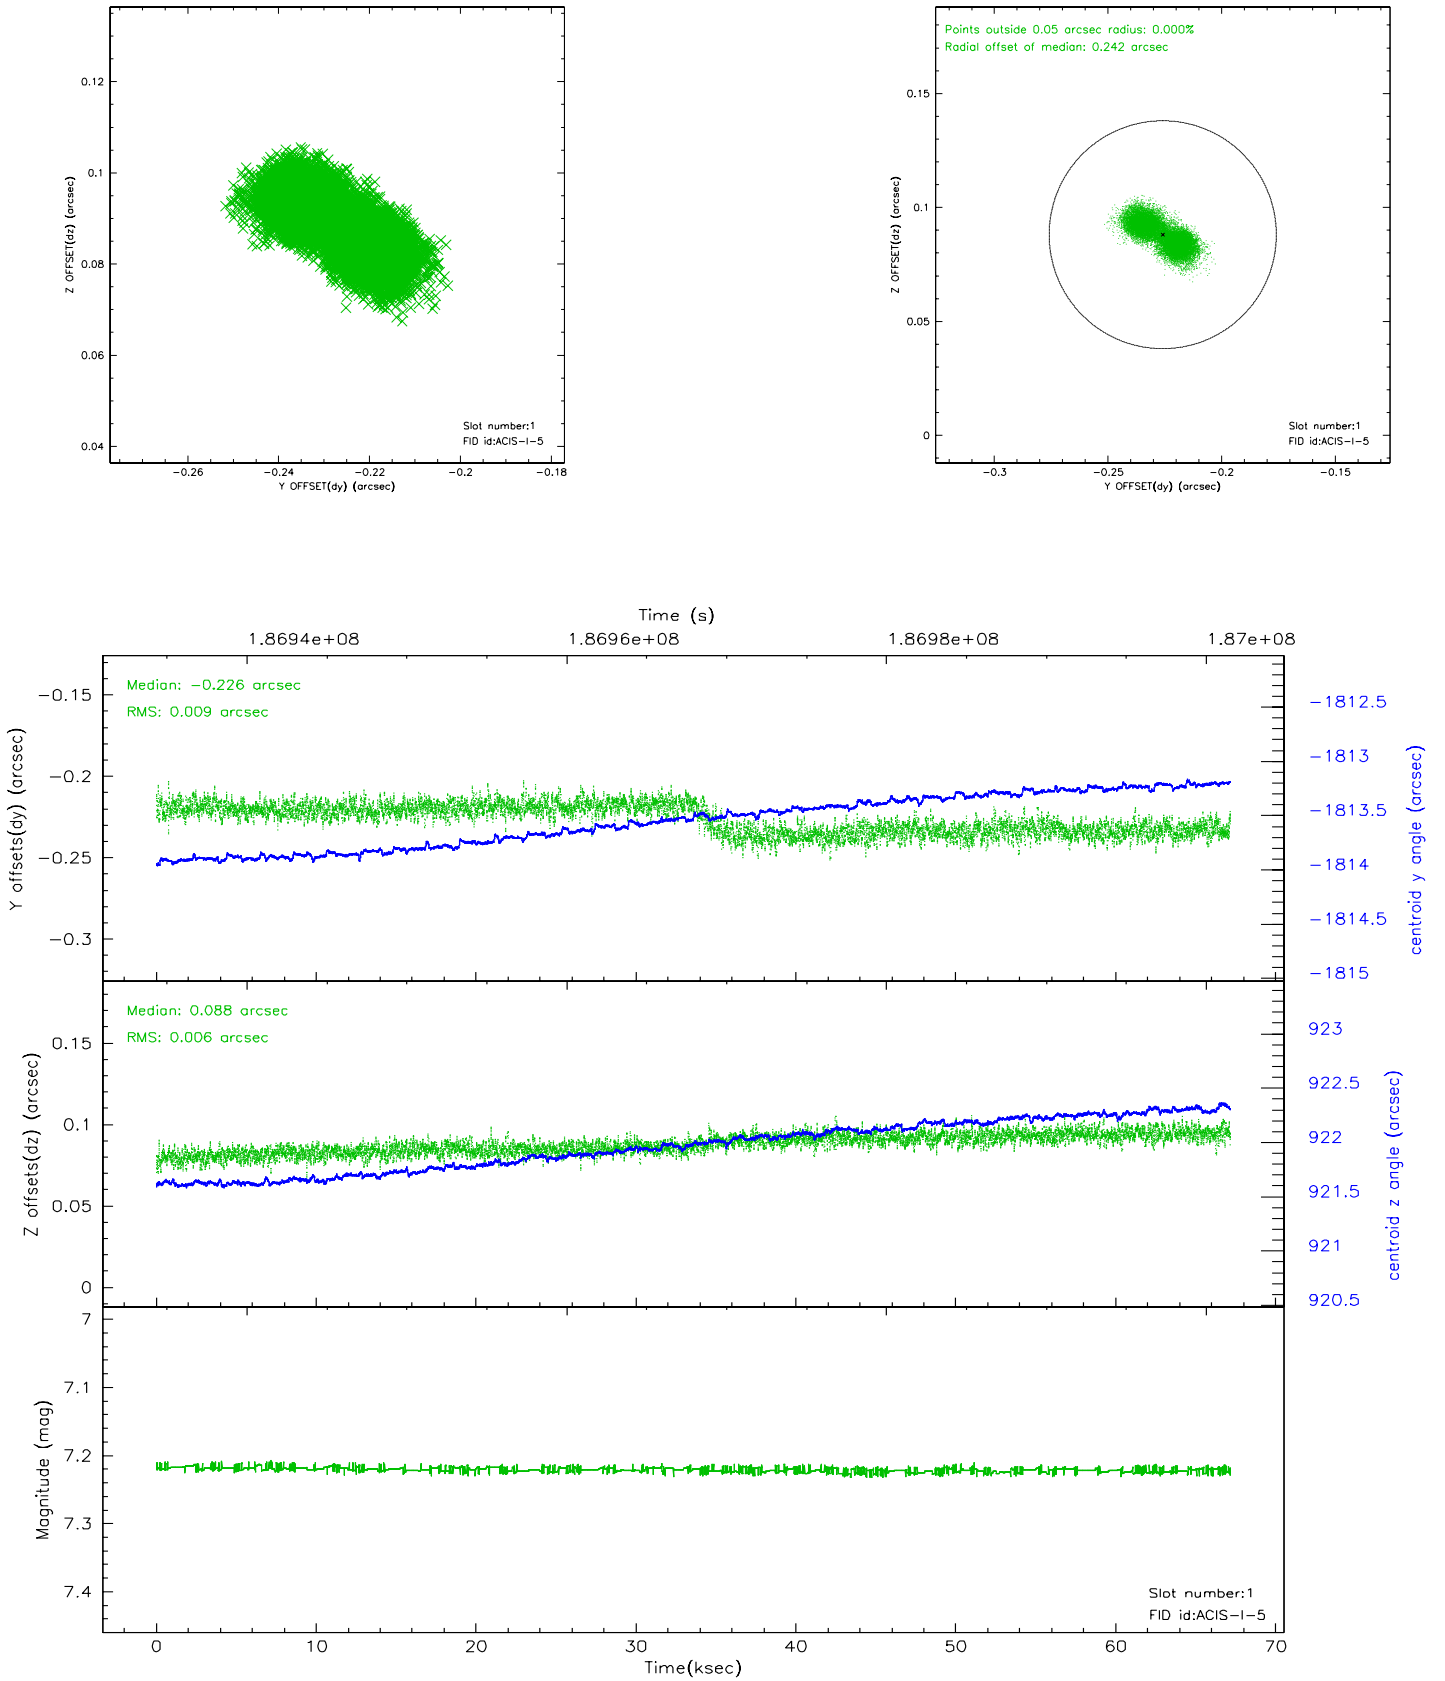 0.12
0.1
0.08
0.06
0.04
Z OFFSET(dz) (arcsec)
Slot number:1
FID id:ACIS-I-5
-0.26 -0.24 -0.22 -0.2 -0.18
Y OFFSET(dy) (arcsec)
Points outside 0.05 arcsec radius: 0.000%
Radial offset of median: 0.242 arcsec
0.15
0.1
0.05
0
Z OFFSET(dz) (arcsec)
Slot number:1
FID id:ACIS-I-5
-0.3 -0.25 -0.2 -0.15
Y OFFSET(dy) (arcsec)
Time (s)
1.8694e+08 1.8696e+08 1.8698e+08 1.87e+08
Median: -0.226 arcsec
RMS: 0.009 arcsec
-0.15
-0.2
-0.25
-0.3
Y offsets(dy) (arcsec)
-1812.5
-1813
-1813.5
-1814
-1814.5
-1815
centroid y angle (arcsec)
Median: 0.088 arcsec
RMS: 0.006 arcsec
0.15
0.1
0.05
0
Z offsets(dz) (arcsec)
923
922.5
922
921.5
921
920.5
centroid z angle (arcsec)
7
7.1
7.2
7.3
7.4
Magnitude (mag)
Slot number:1
FID id:ACIS-I-5
0 10 20 30 40 50 60 70
Time(ksec)